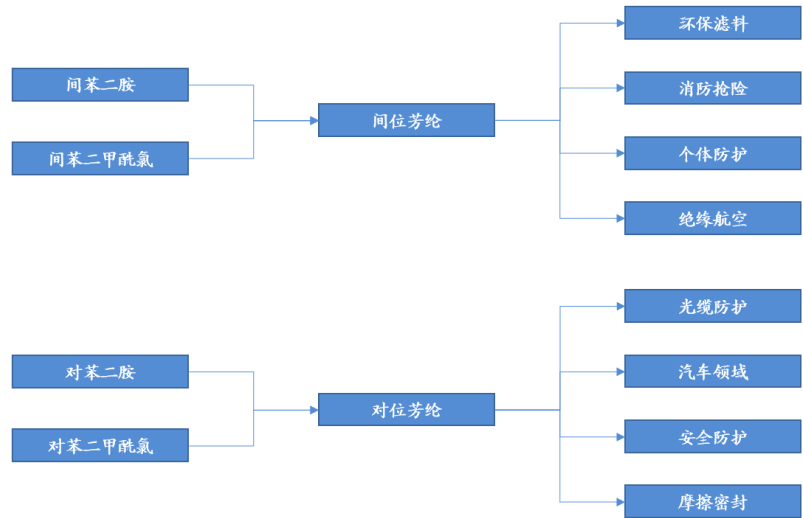 间苯二胺
间苯二甲酰氯
间位芳纶
环保滤料
消防抢险
个体防护
绝缘航空
对苯二胺
对苯二甲酰氯
对位芳纶
光缆防护
汽车领域
安全防护
摩擦密封